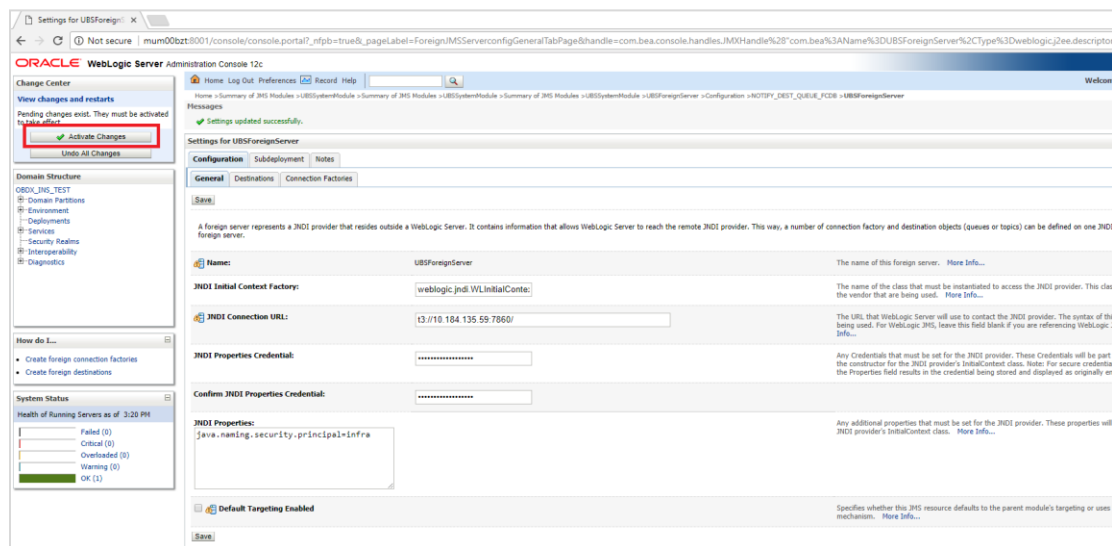 Settings for UBSForeign
Not secure | mum00bzt:8001/console/console.portal?_nfpb=true&_pageLabel=ForeignJMSServerconfigGeneralTabPage&handle=com.bea.console.handles.JMXHandle%28"com.bea%3AName%3DUBSForeignServer%2CType%3Dweblogic.j2ee.descriptor
ORACLE WebLogic Server Administration Console 12c
Change Center
View changes and restarts
Pending changes exist. They must be activated
to take effect.
Activate Changes
Undo All Changes
Domain Structure
OBDX_INS_TEST
Domain Partitions
Environment
Deployments
Services
Security Realms
Interoperability
Diagnostics
How do I...
Create foreign connection factories
Create foreign destinations
System Status
Health of Running Servers as of 3:20 PM
Failed (0)
Critical (0)
Overloaded (0)
Warning (0)
OK (1)
Home Log Out Preferences Record Help
Welcom
Home >Summary of JMS Modules >UBSSystemModule >Summary of JMS Modules >UBSSystemModule >Summary of JMS Modules >UBSSystemModule >UBSForeignServer >Configuration >NOTIFY_DEST_QUEUE_FCDB >UBSForeignServer
Messages
Settings updated successfully.
Settings for UBSForeignServer
Configuration Subdeployment Notes
General Destinations Connection Factories
Save
A foreign server represents a JNDI provider that resides outside a WebLogic Server. It contains information that allows WebLogic Server to reach the remote JNDI provider. This way, a number of connection factory and destination objects (queues or topics) can be defined on one JNDI
foreign server.
Name: UBSForeignServer The name of this foreign server. More Info...
JNDI Initial Context Factory: weblogic.jndi.WLInitialConte: The name of the class that must be instantiated to access the JNDI provider. This clas
the vendor that are being used. More Info...
JNDI Connection URL: t3://10.184.135.59:7860/ The URL that WebLogic Server will use to contact the JNDI provider. The syntax of thi
being used. For WebLogic JMS, leave this field blank if you are referencing WebLogic
Info...
JNDI Properties Credential: •••••••••••••••••• Any Credentials that must be set for the JNDI provider. These Credentials will be part
the constructor for the JNDI provider's InitialContext class. Note: For secure credentia
the Properties field results in the credential being stored and displayed as originally en
Confirm JNDI Properties Credential: ••••••••••••••••••
JNDI Properties: Any additional properties that must be set for the JNDI provider. These properties will
JNDI provider's InitialContext class. More Info...
java.naming.security.principal=infra
Default Targeting Enabled Specifies whether this JMS resource defaults to the parent module's targeting or uses
mechanism. More Info...
Save